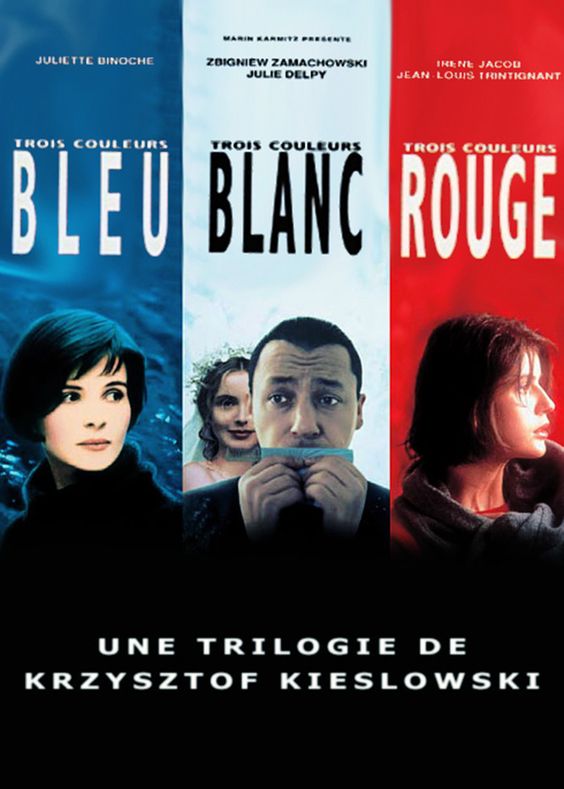 JULIETTE BINOCHE
TROIS COULEURS
BLEU
MARIN KARMITZ PRESENTE
ZBIGNIEW ZAMACHOWSKI
JULIE DELPY
TROIS COULEURS
BLANC
IRENE JACOB
JEAN-LOUIS TRINTIGNANT
TROIS COULEURS
ROUGE
UNE TRILOGIE DE
KRZYSZTOF KIESLOWSKI